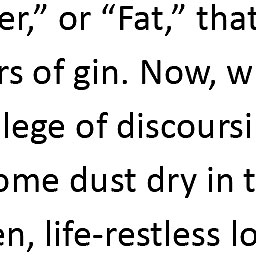 er,” or “Fat,” that
rs of gin. Now, w
lege of discoursi
ome dust dry in t
en, life-restless lo